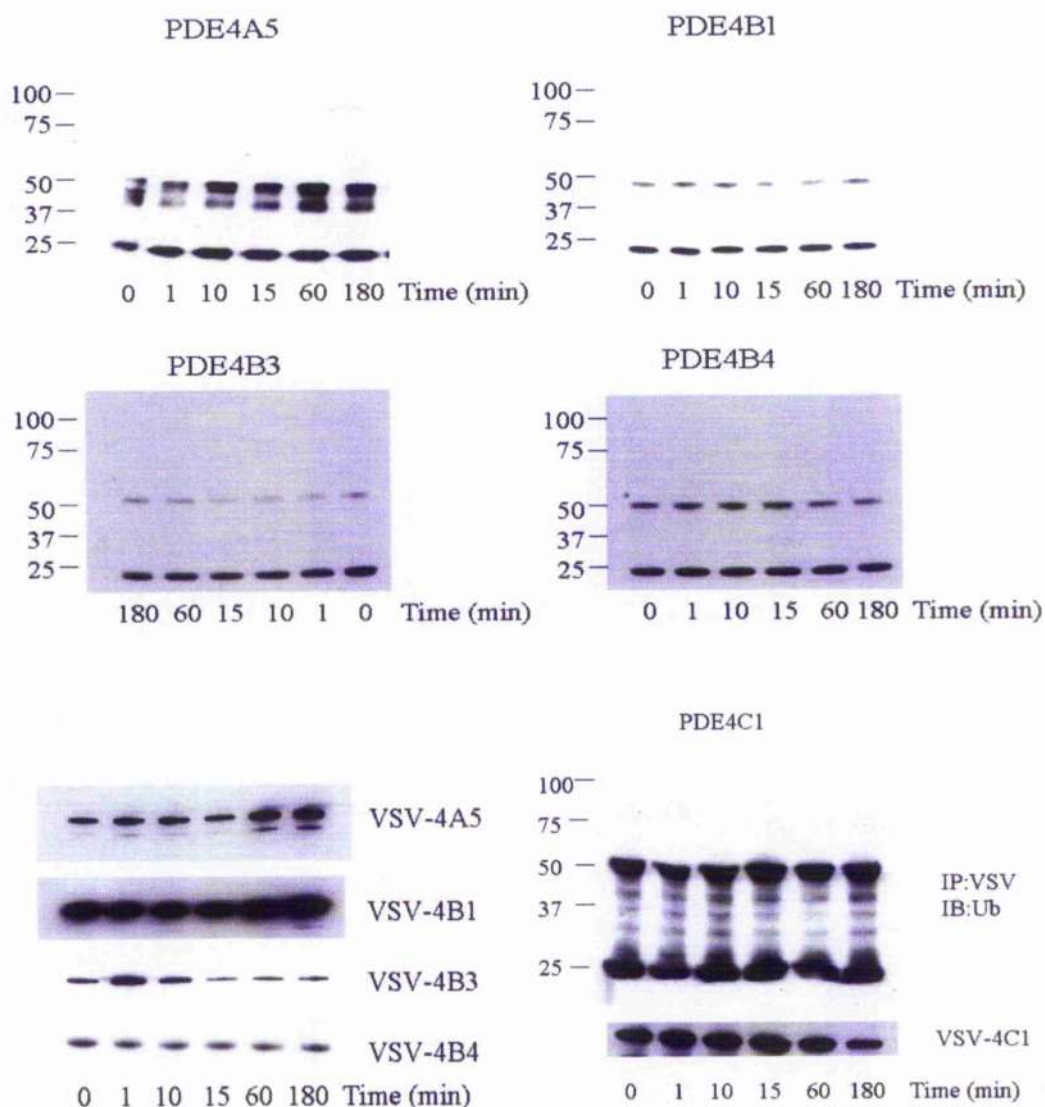 PDE4A5
100
75
50
37
25
0 1 10 15 60 180 Time (min)
PDE4B1
100
75
50
37
25
0 1 10 15 60 180 Time (min)
PDE4B3
100
75
50
37
25
180 60 15 10 1 0 Time (min)
PDE4B4
100
75
50
37
25
0 1 10 15 60 180 Time (min)
VSV-4A5
VSV-4B1
VSV-4B3
VSV-4B4
0 1 10 15 60 180 Time (min)
PDE4C1
100
75
50
37
25
IP:VSV
IB:Ub
VSV-4C1
0 1 10 15 60 180 Time (min)